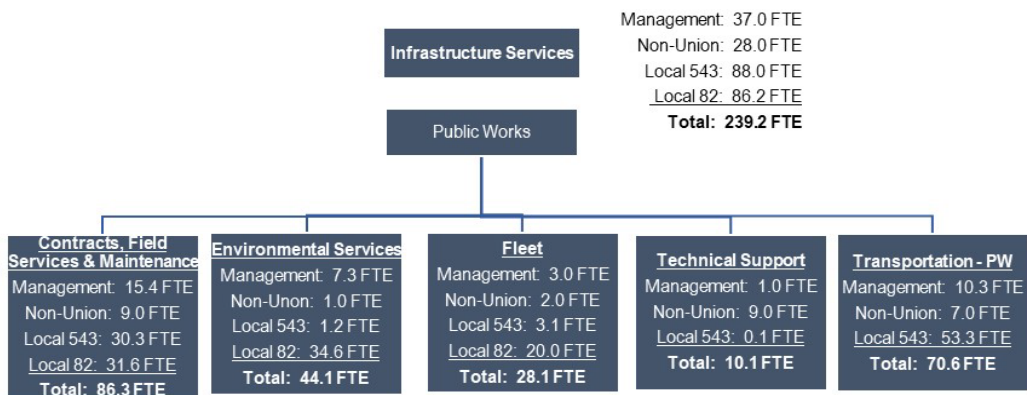 Infrastructure Services
Management: 37.0 FTE
Non-Union: 28.0 FTE
Local 543: 88.0 FTE
Local 82: 86.2 FTE
Total: 239.2 FTE
Public Works
Contracts, Field
Services & Maintenance
Management: 15.4 FTE
Non-Union: 9.0 FTE
Local 543: 30.3 FTE
Local 82: 31.6 FTE
Total: 86.3 FTE
Environmental Services
Management: 7.3 FTE
Non-Unon: 1.0 FTE
Local 543: 1.2 FTE
Local 82: 34.6 FTE
Total: 44.1 FTE
Fleet
Management: 3.0 FTE
Non-Union: 2.0 FTE
Local 543: 3.1 FTE
Local 82: 20.0 FTE
Total: 28.1 FTE
Technical Support
Management: 1.0 FTE
Non-Union: 9.0 FTE
Local 543: 0.1 FTE
Total: 10.1 FTE
Transportation - PW
Management: 10.3 FTE
Non-Union: 7.0 FTE
Local 543: 53.3 FTE
Total: 70.6 FTE